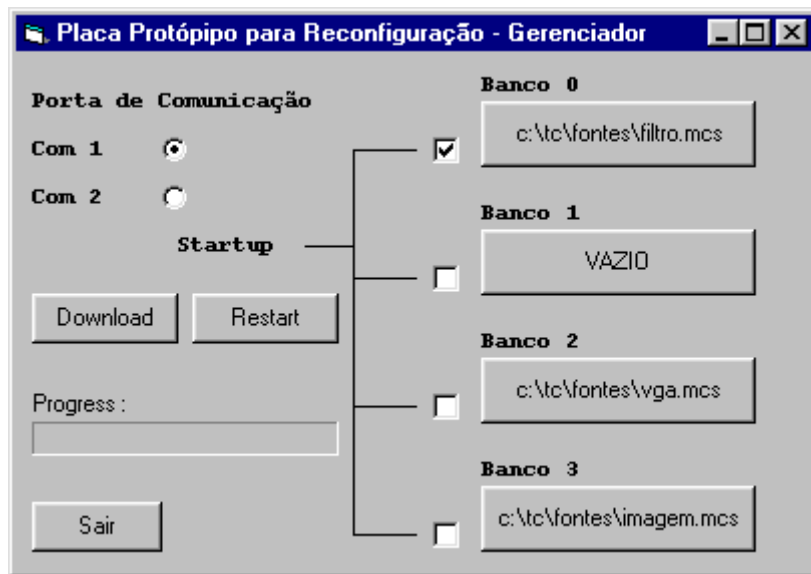 Placa Protópipo para Reconfiguração - Gerenciador
Porta de Comunicação
Com 1
Com 2
Startup
Download
Restart
Progress :
Sair
Banco 0
c:\tc\fontes\filtro.mcs
Banco 1
VAZIO
Banco 2
c:\tc\fontes\vga.mcs
Banco 3
c:\tc\fontes\imagem.mcs